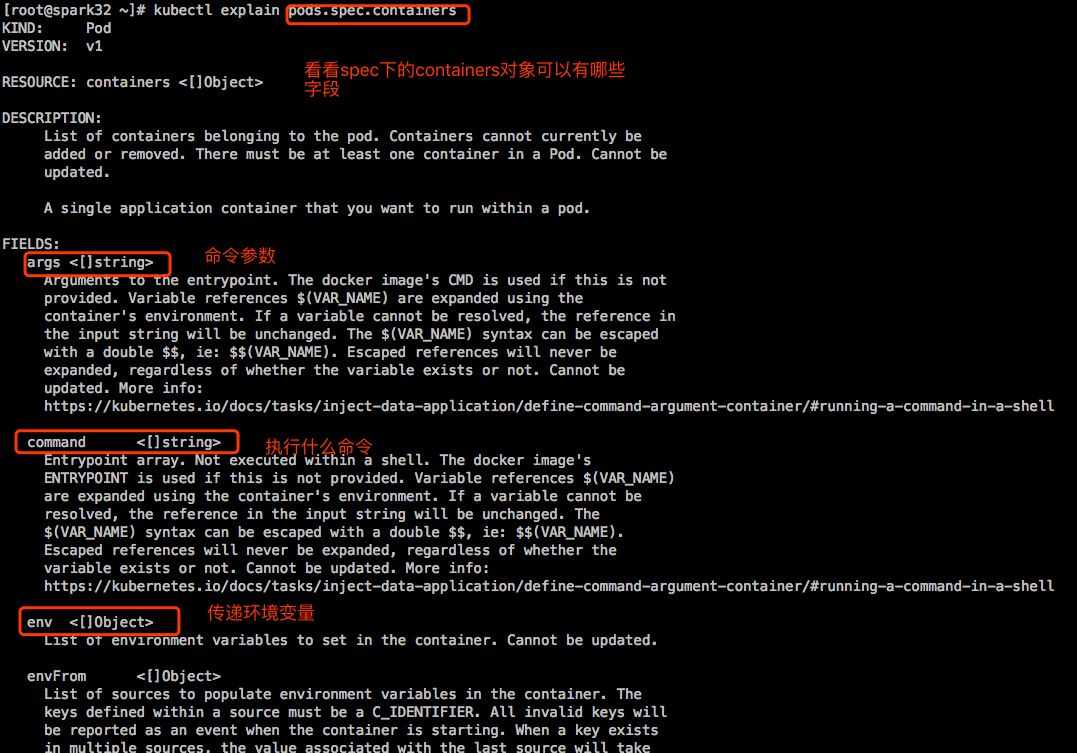 [root@spark32 ~]# kubectl explain pods.spec.containers
KIND:     Pod
VERSION:  v1
RESOURCE: containers <[]Object>
看看spec下的containers对象可以有哪些
字段
DESCRIPTION:
List of containers belonging to the pod. Containers cannot currently be
added or removed. There must be at least one container in a Pod. Cannot be
updated.
A single application container that you want to run within a pod.
FIELDS:
args <[]string>
命令参数
Arguments to the entrypoint. The docker image's CMD is used if this is not
provided. Variable references $(VAR_NAME) are expanded using the
container's environment. If a variable cannot be resolved, the reference in
the input string will be unchanged. The $(VAR_NAME) syntax can be escaped
with a double $$, ie: $$(VAR_NAME). Escaped references will never be
expanded, regardless of whether the variable exists or not. Cannot be
updated. More info:
https://kubernetes.io/docs/tasks/inject-data-application/define-command-argument-container/#running-a-command-in-a-shell
command      <[]string>
执行什么命令
Entrypoint array. Not executed within a shell. The docker image's
ENTRYPOINT is used if this is not provided. Variable references $(VAR_NAME)
are expanded using the container's environment. If a variable cannot be
resolved, the reference in the input string will be unchanged. The
$(VAR_NAME) syntax can be escaped with a double $$, ie: $$(VAR_NAME).
Escaped references will never be expanded, regardless of whether the
variable exists or not. Cannot be updated. More info:
https://kubernetes.io/docs/tasks/inject-data-application/define-command-argument-container/#running-a-command-in-a-shell
env  <[]Object>
传递环境变量
List of environment variables to set in the container. Cannot be updated.
envFrom      <[]Object>
List of sources to populate environment variables in the container. The
keys defined within a source must be a C_IDENTIFIER. All invalid keys will
be reported as an event when the container is starting. When a key exists
in multiple sources, the value associated with the last source will take